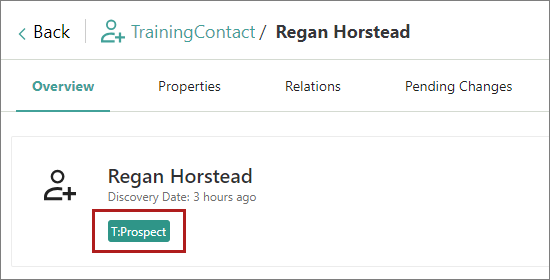 Back TrainingContact / Regan Horstead
Overview Properties Relations Pending Changes
Regan Horstead
Discovery Date: 3 hours ago
T:Prospect